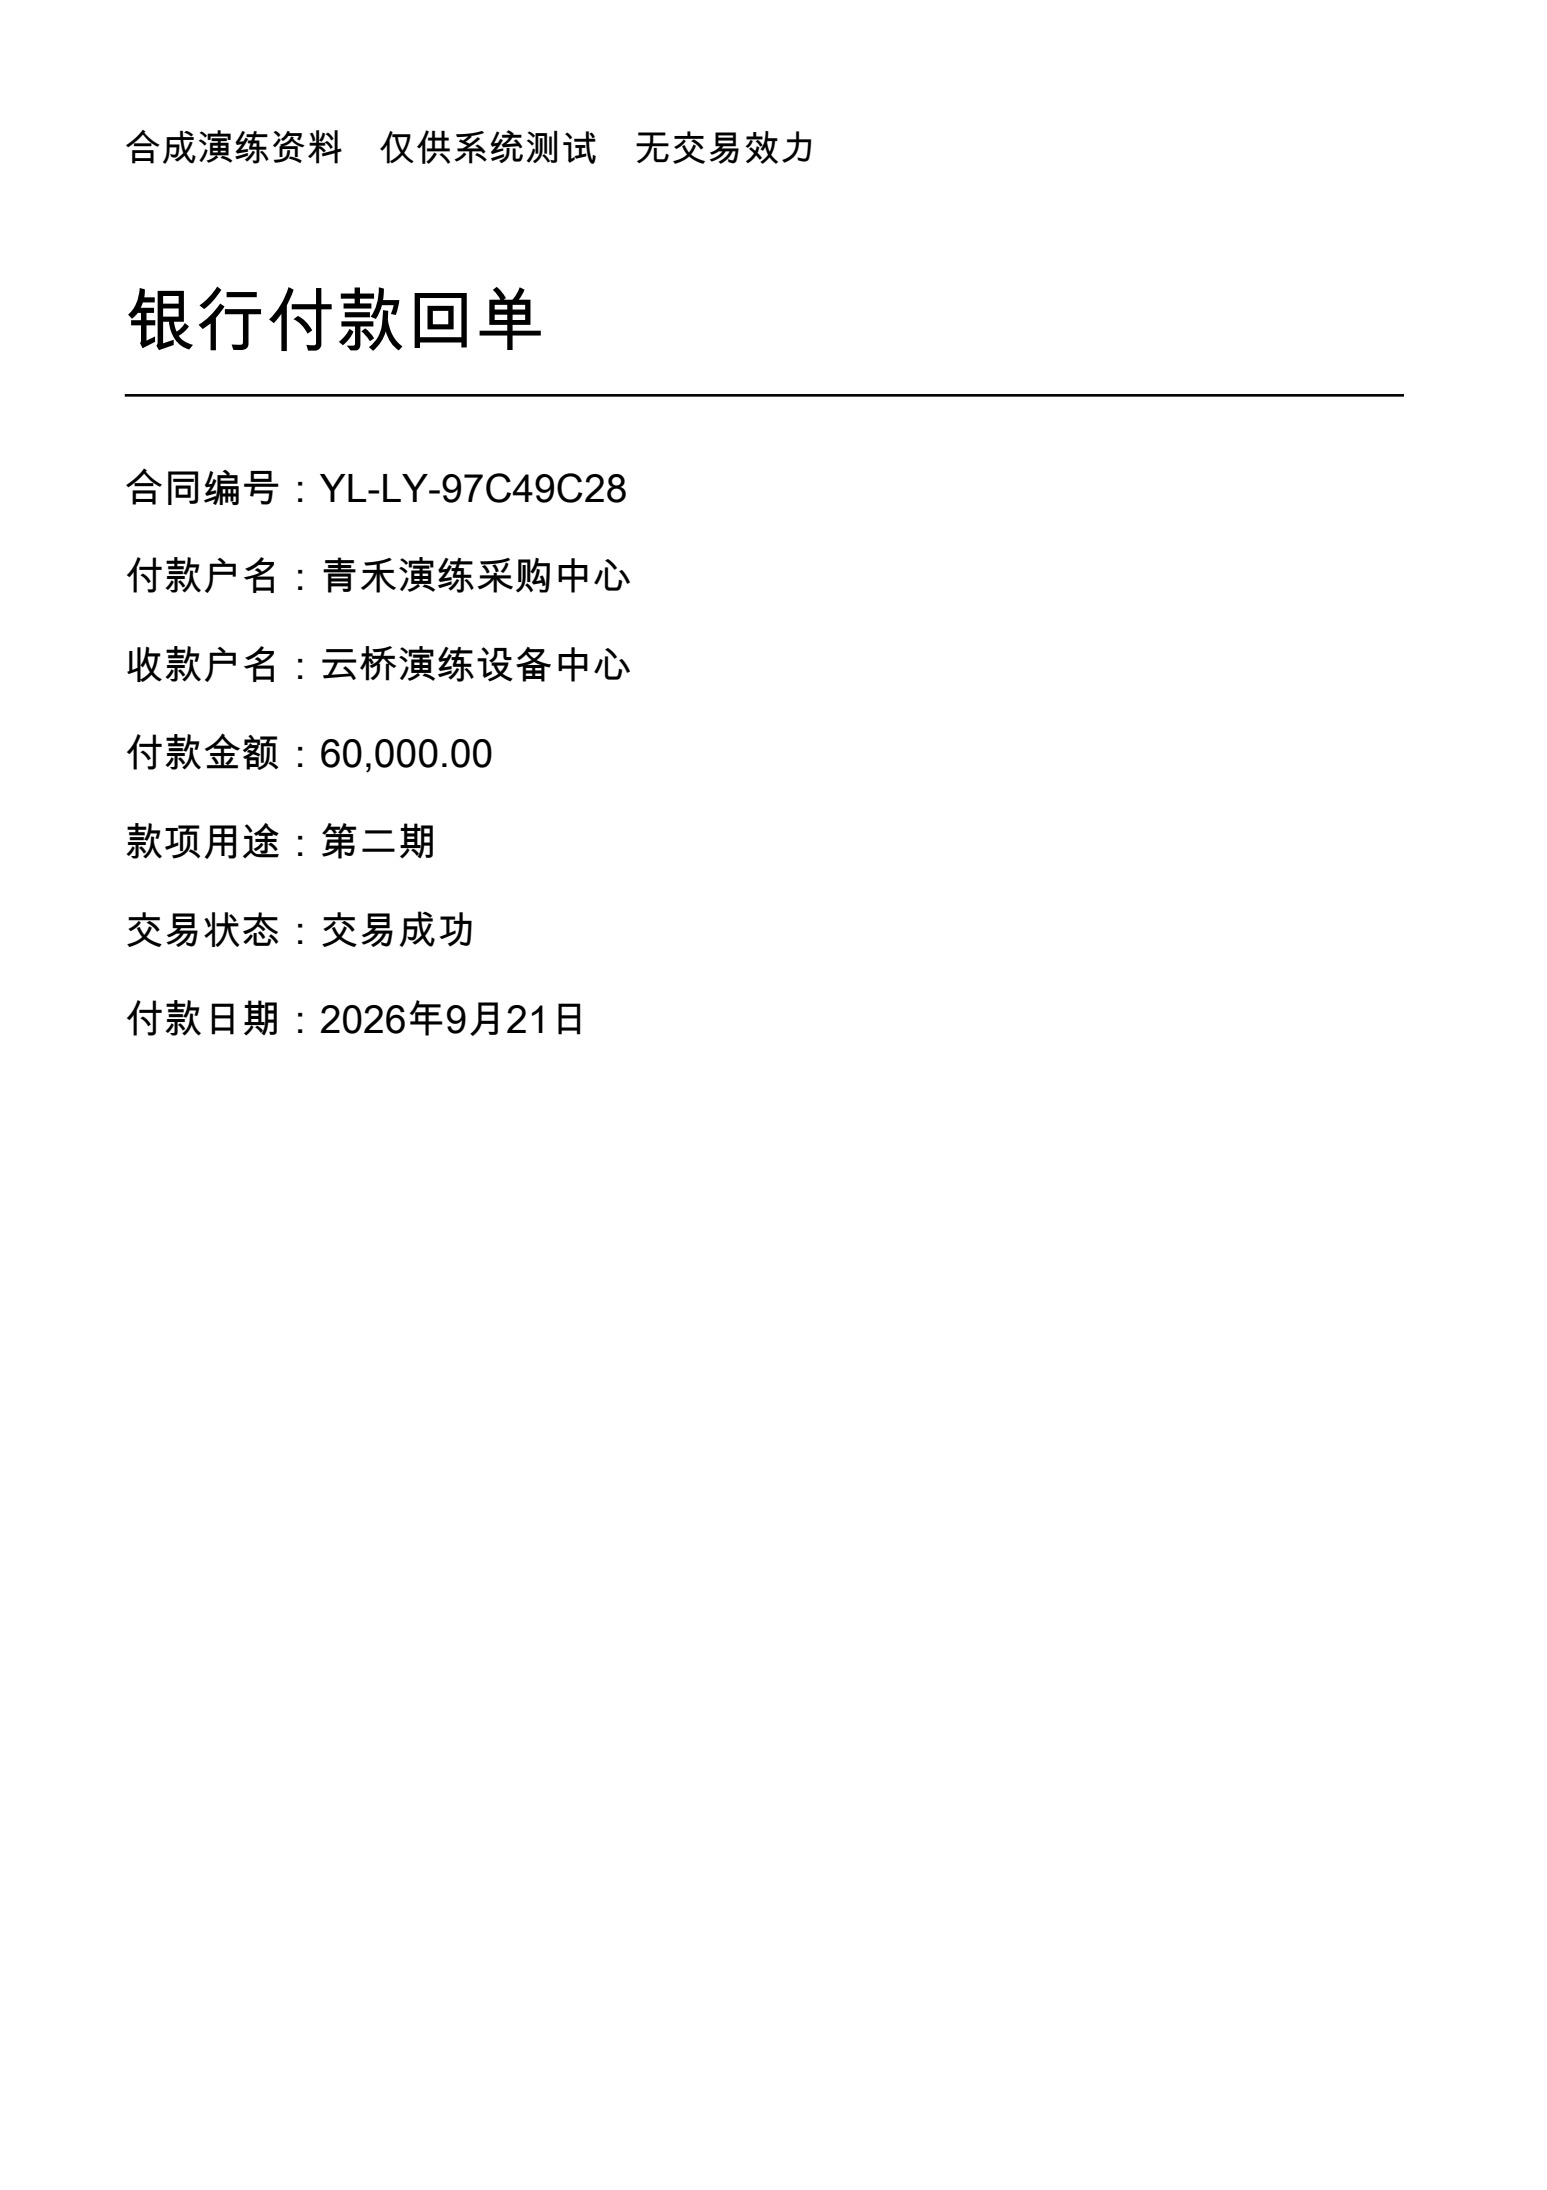 合成演练资料　仅供系统测试　无交易效力
银行付款回单
合同编号：YL-LY-97C49C28
付款户名：青禾演练采购中心
收款户名：云桥演练设备中心
付款金额：60,000.00
款项用途：第二期
交易状态：交易成功
付款日期：2026年9月21日